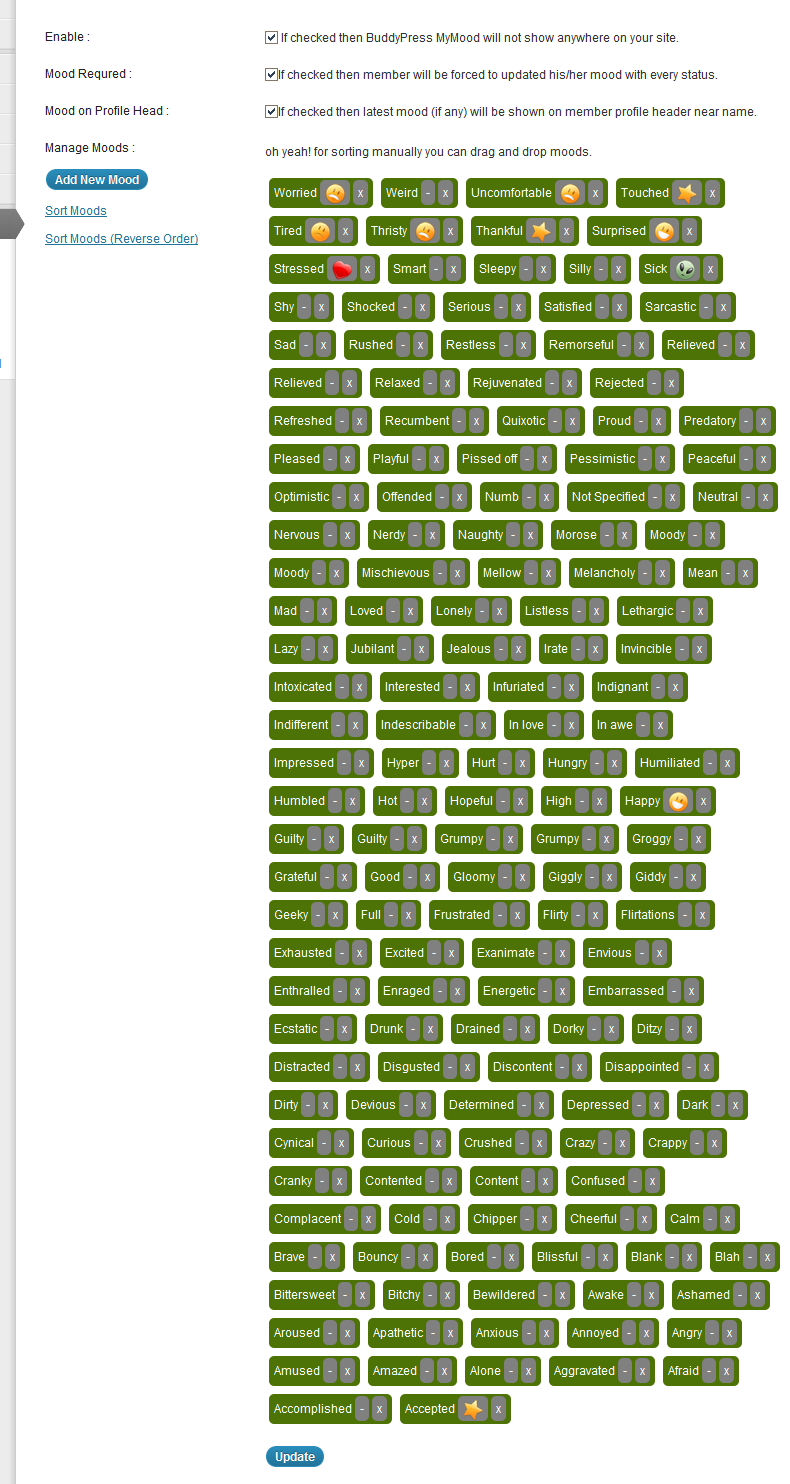 Enable : If checked then BuddyPress MyMood will not show anywhere on your site.
Mood Requred : If checked then member will be forced to updated his/her mood with every status.
Mood on Profile Head : If checked then latest mood (if any) will be shown on member profile header near name.
Manage Moods : oh yeah! for sorting manually you can drag and drop moods.
Add New Mood
Sort Moods
Sort Moods (Reverse Order)
Worried x Weird - x Uncomfortable x Touched x
Tired x Thristy x Thankful x Surprised x
Stressed x Smart - x Sleepy - x Silly - x Sick x
Shy - x Shocked - x Serious - x Satisfied - x Sarcastic - x
Sad - x Rushed - x Restless - x Remorseful - x Relieved - x
Relieved - x Relaxed - x Rejuvenated - x Rejected - x
Refreshed - x Recumbent - x Quixotic - x Proud - x Predatory - x
Pleased - x Playful - x Pissed off - x Pessimistic - x Peaceful - x
Optimistic - x Offended - x Numb - x Not Specified - x Neutral - x
Nervous - x Nerdy - x Naughty - x Morose - x Moody - x
Moody - x Mischievous - x Mellow - x Melancholy - x Mean - x
Mad - x Loved - x Lonely - x Listless - x Lethargic - x
Lazy - x Jubilant - x Jealous - x Irate - x Invincible - x
Intoxicated - x Interested - x Infuriated - x Indignant - x
Indifferent - x Indescribable - x In love - x In awe - x
Impressed - x Hyper - x Hurt - x Hungry - x Humiliated - x
Humbled - x Hot - x Hopeful - x High - x Happy x
Guilty - x Guilty - x Grumpy - x Grumpy - x Groggy - x
Grateful - x Good - x Gloomy - x Giggly - x Giddy - x
Geeky - x Full - x Frustrated - x Flirty - x Flirtations - x
Exhausted - x Excited - x Exanimate - x Envious - x
Enthralled - x Enraged - x Energetic - x Embarrassed - x
Ecstatic - x Drunk - x Drained - x Dorky - x Ditzy - x
Distracted - x Disgusted - x Discontent - x Disappointed - x
Dirty - x Devious - x Determined - x Depressed - x Dark - x
Cynical - x Curious - x Crushed - x Crazy - x Crappy - x
Cranky - x Contented - x Content - x Confused - x
Complacent - x Cold - x Chipper - x Cheerful - x Calm - x
Brave - x Bouncy - x Bored - x Blissful - x Blank - x Blah - x
Bittersweet - x Bitchy - x Bewildered - x Awake - x Ashamed - x
Aroused - x Apathetic - x Anxious - x Annoyed - x Angry - x
Amused - x Amazed - x Alone - x Aggravated - x Afraid - x
Accomplished - x Accepted x
Update